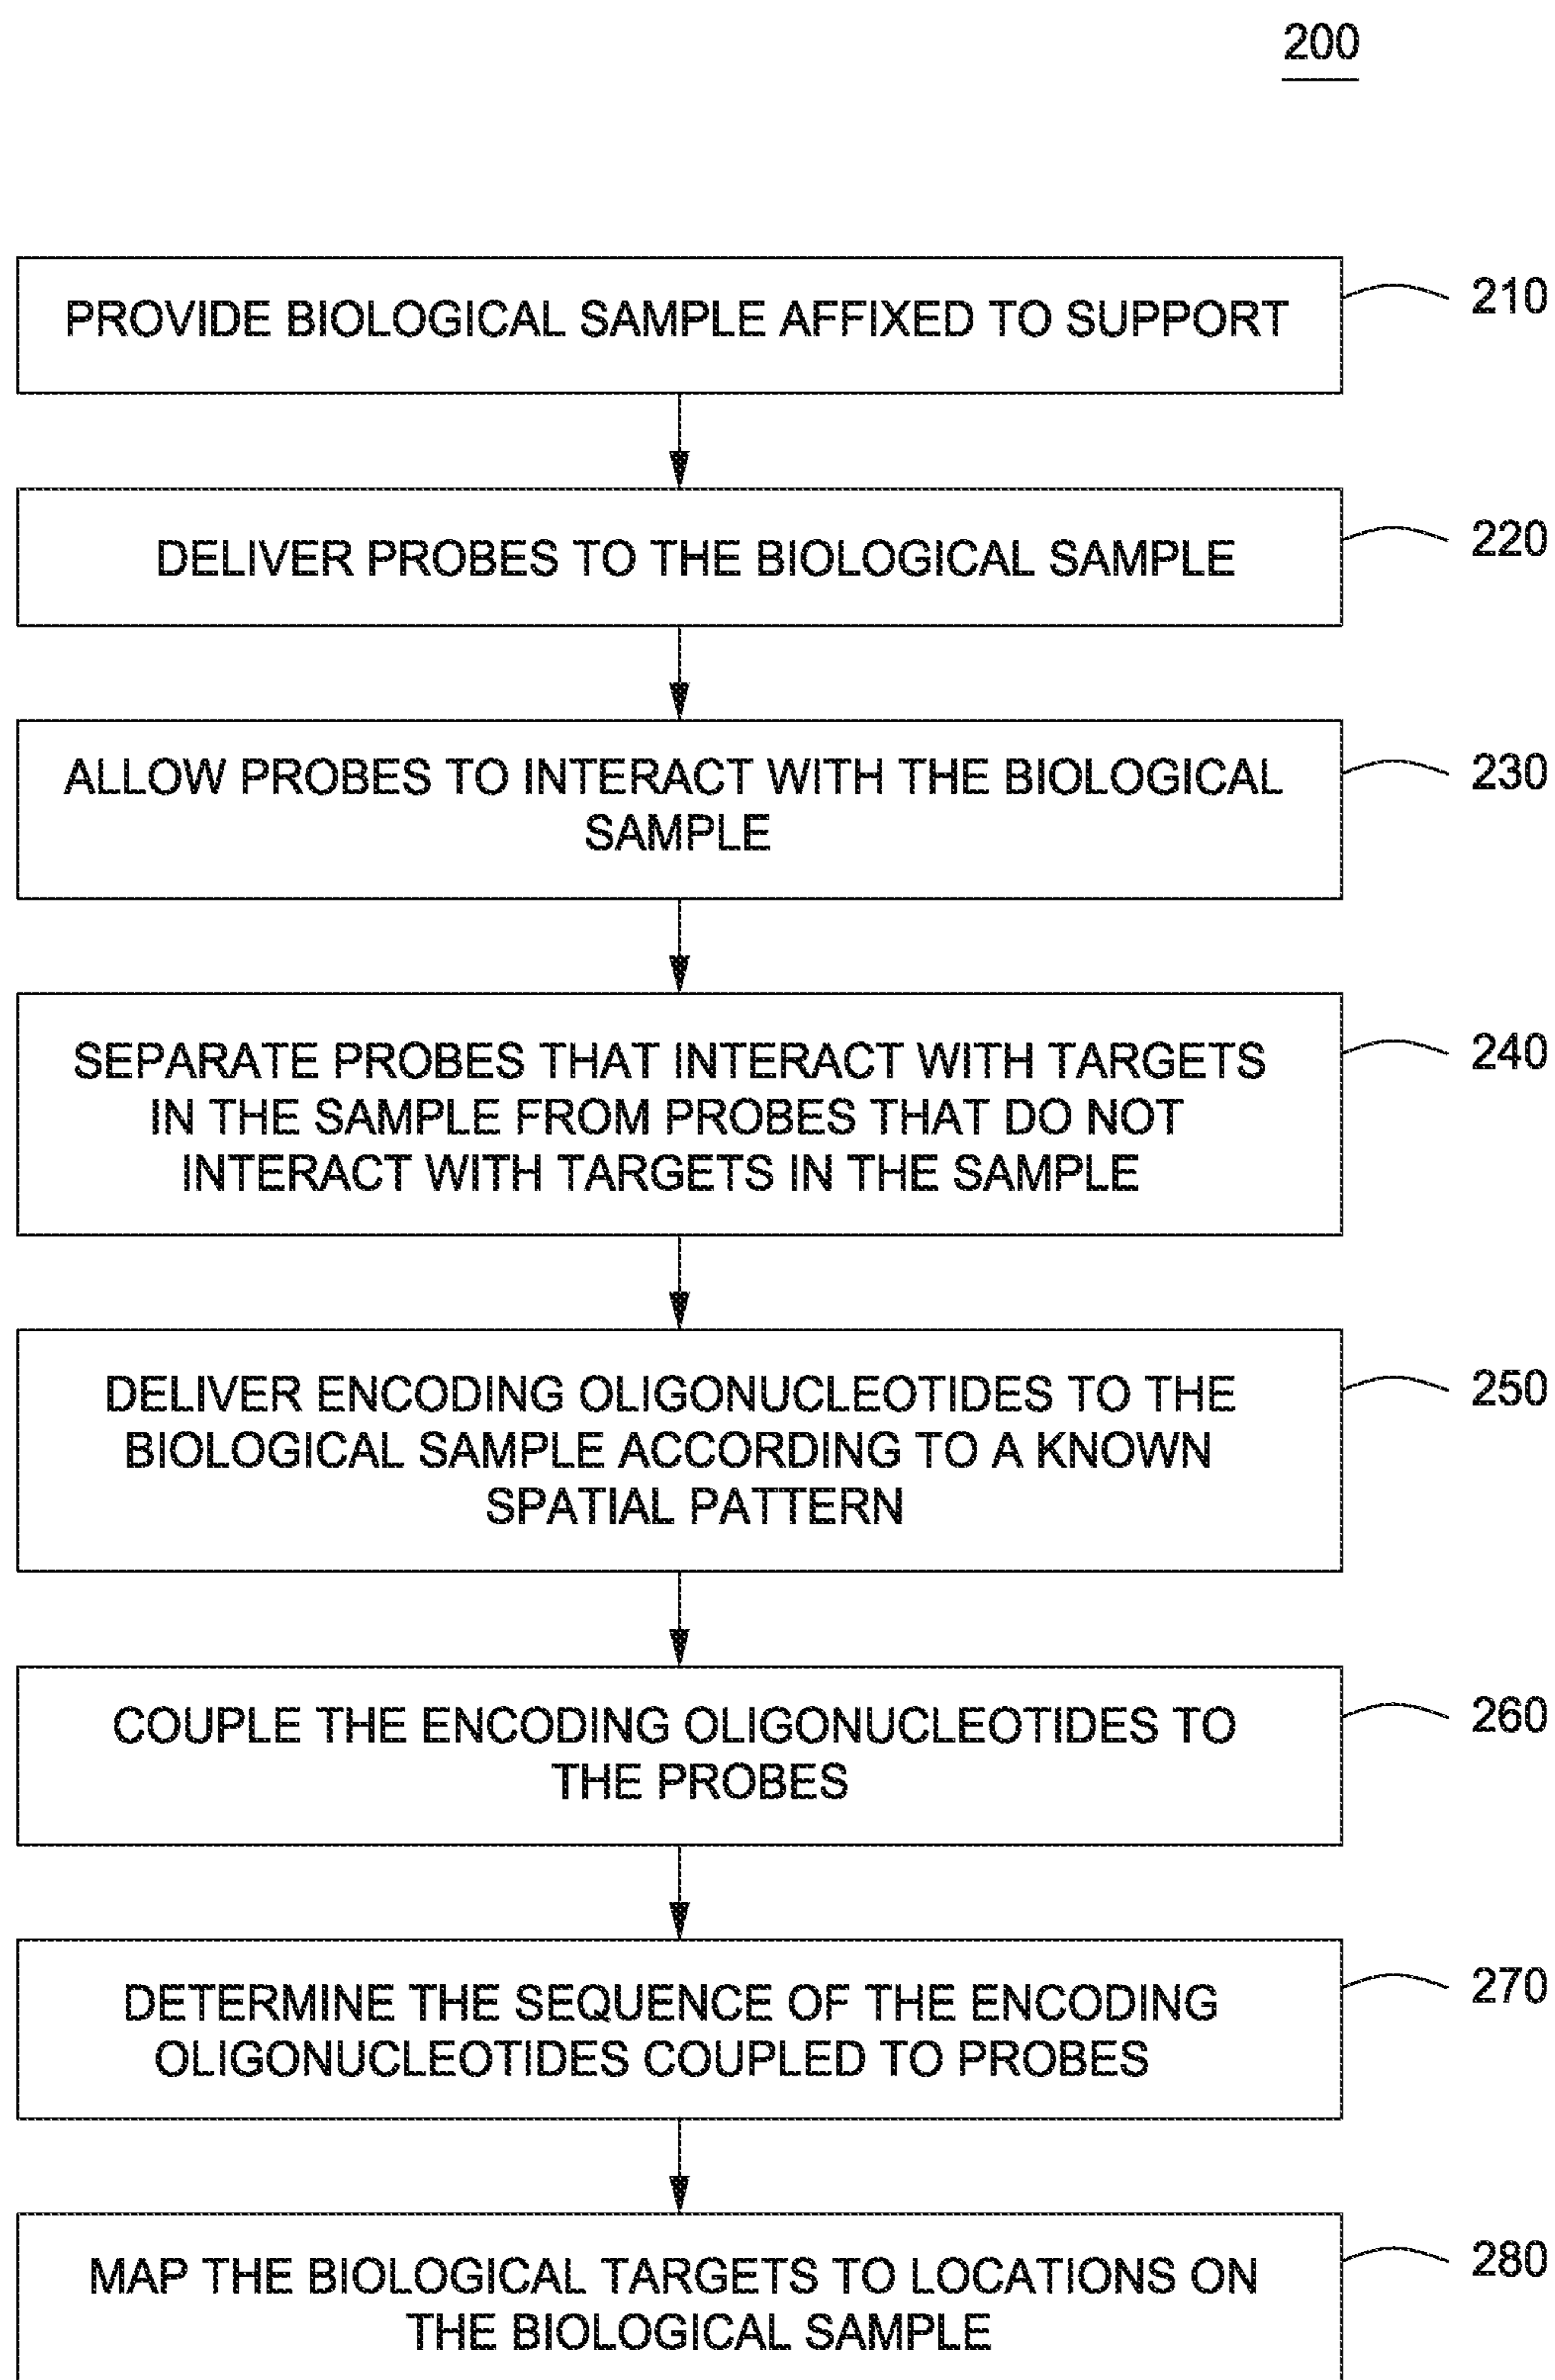 200
PROVIDE BIOLOGICAL SAMPLE AFFIXED TO SUPPORT
210
DELIVER PROBES TO THE BIOLOGICAL SAMPLE
220
ALLOW PROBES TO INTERACT WITH THE BIOLOGICAL
SAMPLE
230
SEPARATE PROBES THAT INTERACT WITH TARGETS
IN THE SAMPLE FROM PROBES THAT DO NOT
INTERACT WITH TARGETS IN THE SAMPLE
240
DELIVER ENCODING OLIGONUCLEOTIDES TO THE
BIOLOGICAL SAMPLE ACCORDING TO A KNOWN
SPATIAL PATTERN
250
COUPLE THE ENCODING OLIGONUCLEOTIDES TO
THE PROBES
260
DETERMINE THE SEQUENCE OF THE ENCODING
OLIGONUCLEOTIDES COUPLED TO PROBES
270
MAP THE BIOLOGICAL TARGETS TO LOCATIONS ON
THE BIOLOGICAL SAMPLE
280